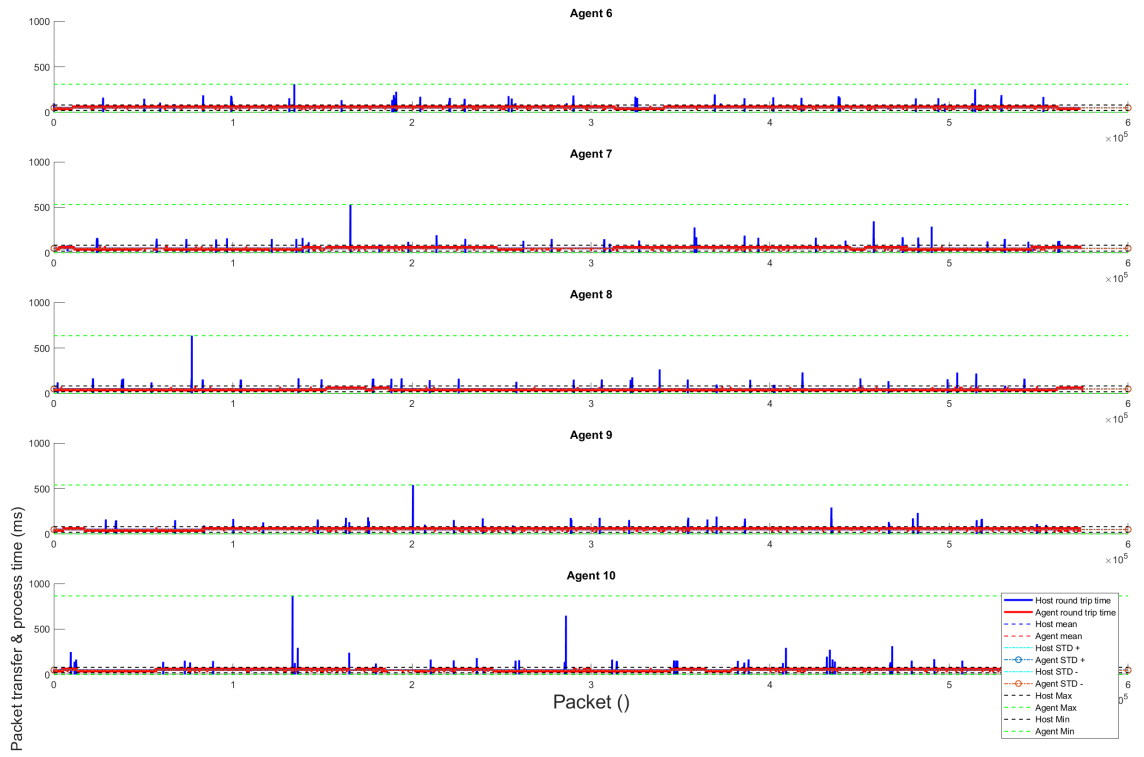 Agent 6
1000
500
0
0 1 2 3 4 5 6
×10^5
Agent 7
1000
500
0
0 1 2 3 4 5 6
×10^5
Agent 8
1000
500
0
0 1 2 3 4 5 6
×10^5
Agent 9
1000
500
0
0 1 2 3 4 5 6
×10^5
Agent 10
1000
500
0
0 1 2 3 4 5 6
Packet ()
Packet transfer & process time (ms)
Host round trip time
Agent round trip time
Host mean
Agent mean
Host STD +
Agent STD +
Host STD -
Agent STD -
Host Max
Agent Max
Host Min
Agent Min